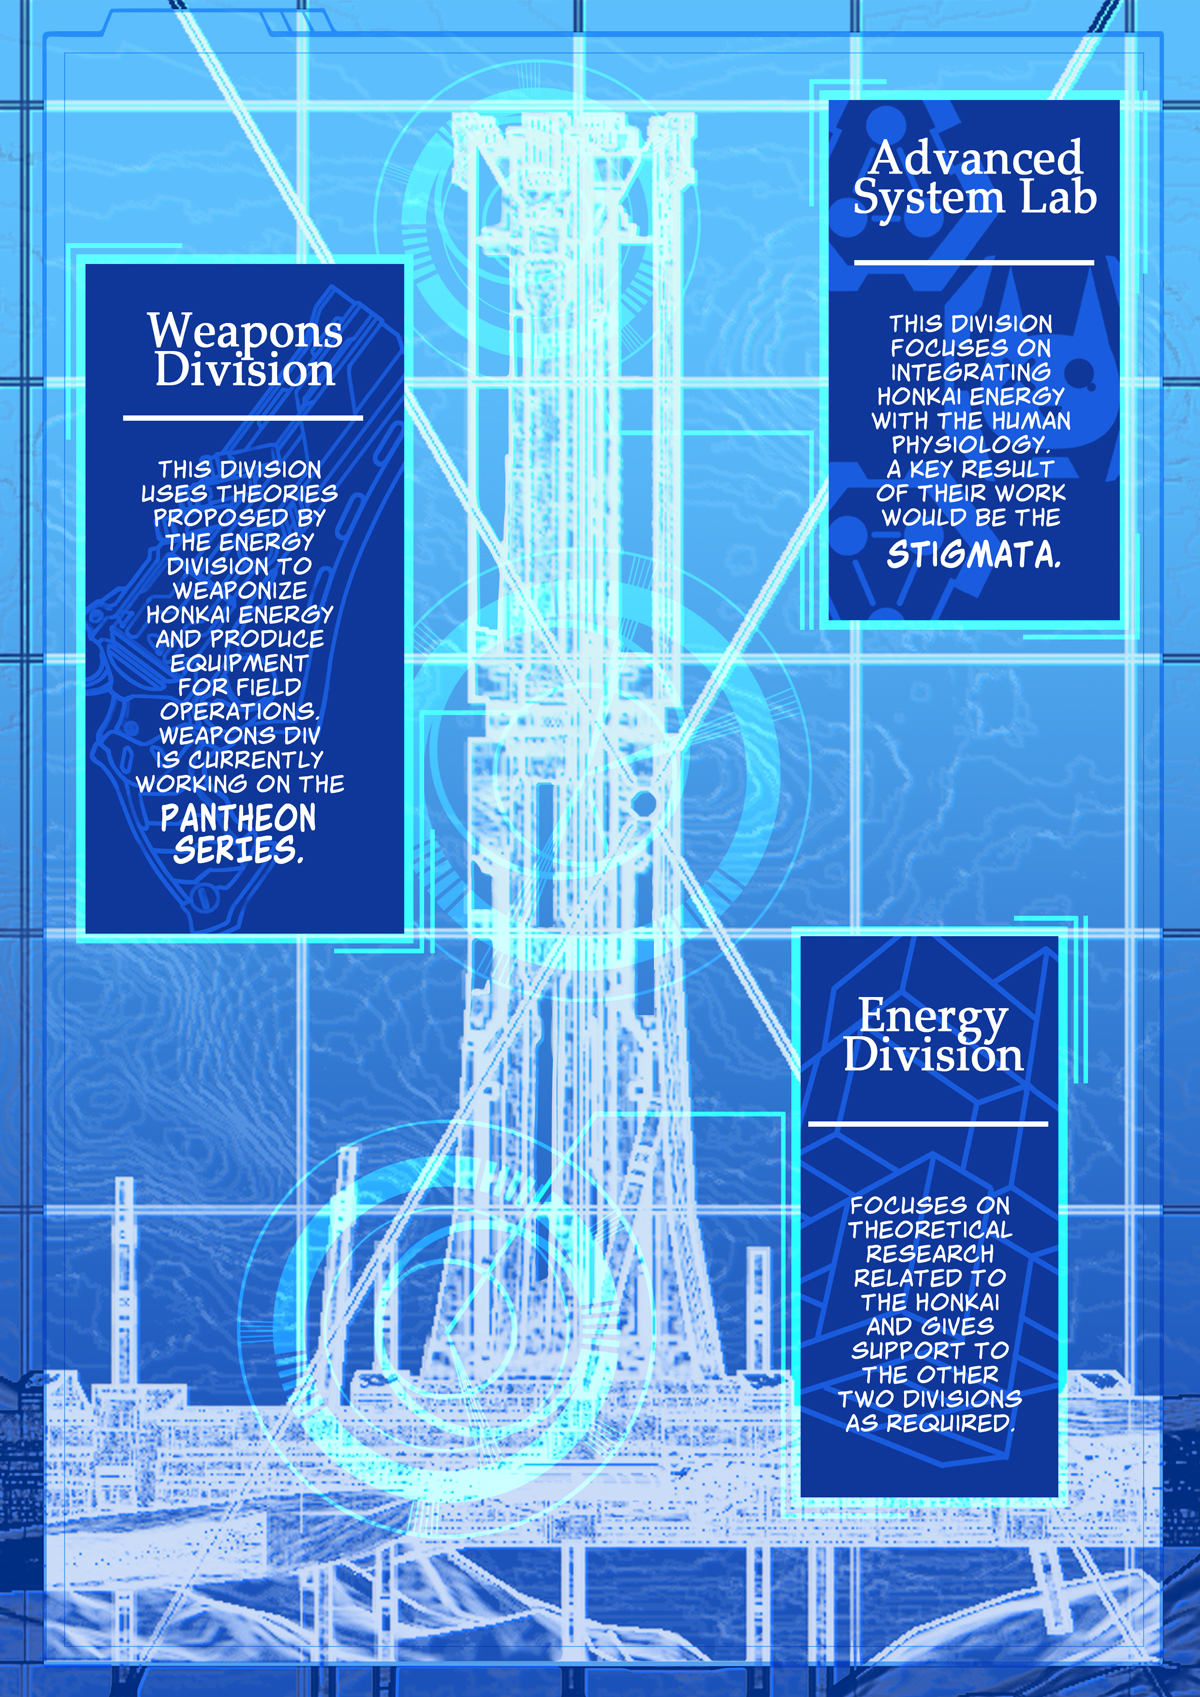 Advanced
System Lab
THIS DIVISION
FOCUSES ON
INTEGRATING
HONKAI ENERGY
WITH THE HUMAN
PHYSIOLOGY.
A KEY RESULT
OF THEIR WORK
WOULD BE THE
STIGMATA.
Weapons
Division
THIS DIVISION
USES THEORIES
PROPOSED BY
THE ENERGY
DIVISION TO
WEAPONIZE
HONKAI ENERGY
AND PRODUCE
EQUIPMENT
FOR FIELD
OPERATIONS.
WEAPONS DIV
IS CURRENTLY
WORKING ON THE
PANTHEON
SERIES.
Energy
Division
FOCUSES ON
THEORETICAL
RESEARCH
RELATED TO
THE HONKAI
AND GIVES
SUPPORT TO
THE OTHER
TWO DIVISIONS
AS REQUIRED.